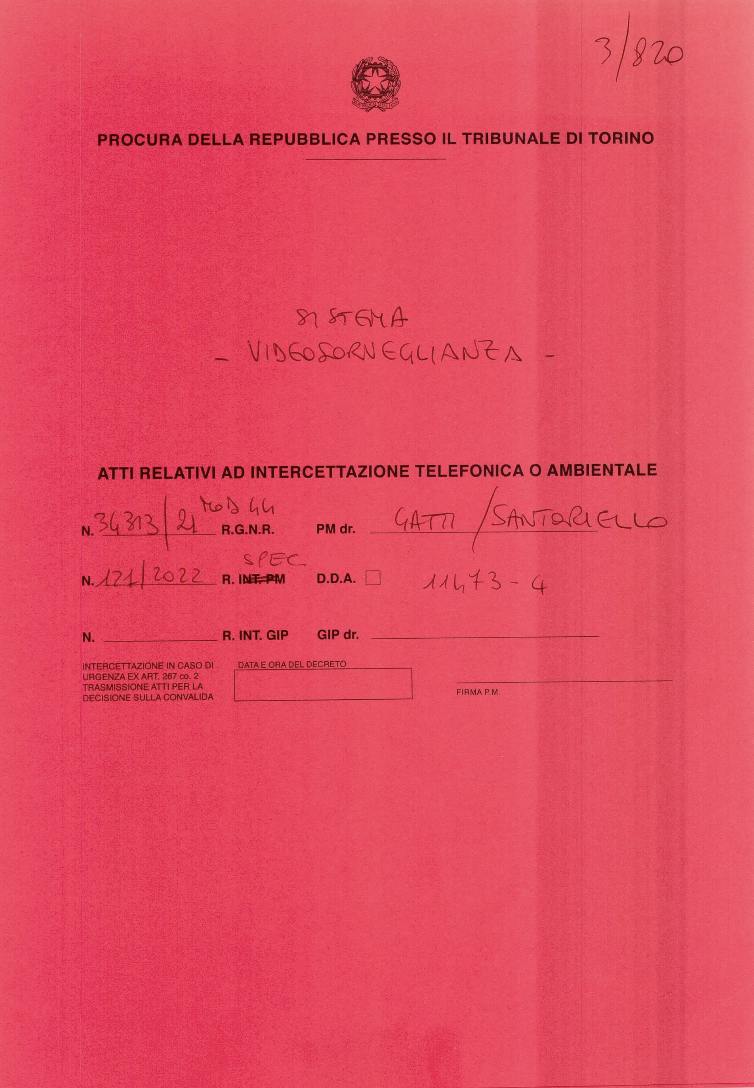 3/820
PROCURA DELLA REPUBBLICA PRESSO IL TRIBUNALE DI TORINO
SISTEMA
- VIDEOSORVEGLIANZA -
ATTI RELATIVI AD INTERCETTAZIONE TELEFONICA O AMBIENTALE
MOD 44
N. 34313/21 R.G.N.R. PM dr. GATTI / SANTORIELLO
SPEC
N. 121/2022 R. INT. PM D.D.A. 11473-4
N. R. INT. GIP GIP dr.
INTERCETTAZIONE IN CASO DI
URGENZA EX ART. 267 co. 2
TRASMISSIONE ATTI PER LA
DECISIONE SULLA CONVALIDA
DATA E ORA DEL DECRETO
FIRMA P.M.